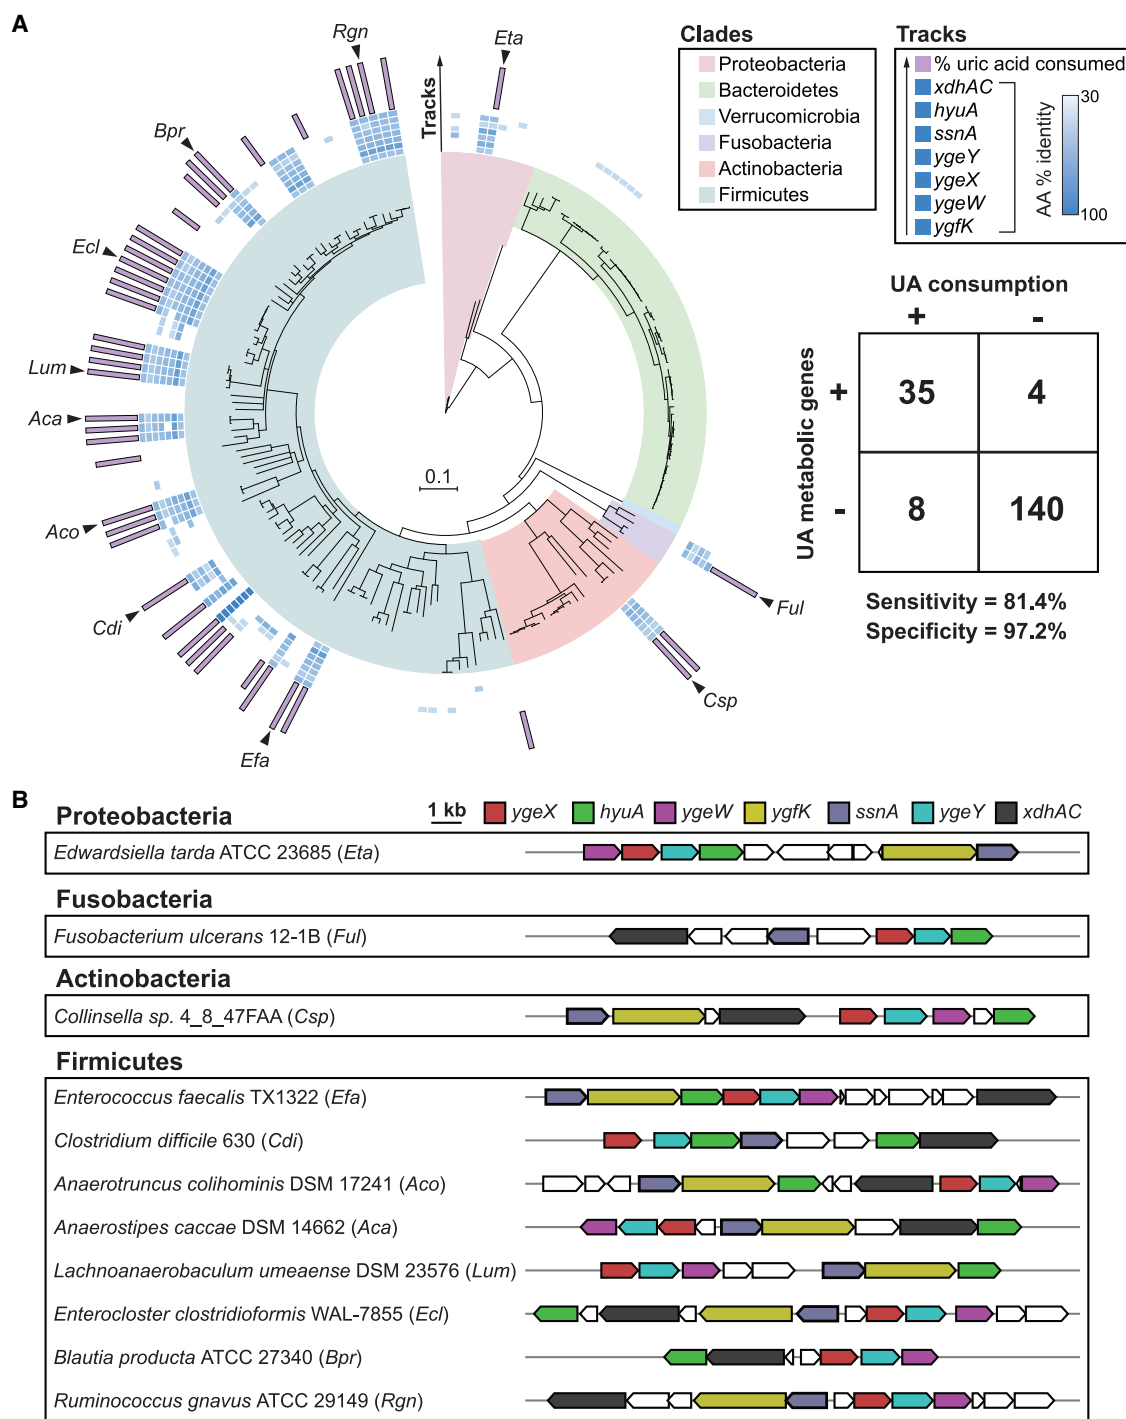 A
Clades
Proteobacteria
Bacteroidetes
Verrucomicrobia
Fusobacteria
Actinobacteria
Firmicutes
Tracks
% uric acid consumed
xdhAC
hyuA
ssnA
ygeY
ygeX
ygeW
ygfK
AA % identity
30
100
Tracks
Rgn
Eta
Bpr
Ecl
Lum
Aca
Aco
Cdi
Efa
Csp
Ful
0.1
UA consumption
+ -
UA metabolic genes
+ 35 4
- 8 140
Sensitivity = 81.4%
Specificity = 97.2%
B
1 kb ygeX hyuA ygeW ygfK ssnA ygeY xdhAC
Proteobacteria
Edwardsiella tarda ATCC 23685 (Eta)
Fusobacteria
Fusobacterium ulcerans 12-1B (Ful)
Actinobacteria
Collinsella sp. 4_8_47FAA (Csp)
Firmicutes
Enterococcus faecalis TX1322 (Efa)
Clostridium difficile 630 (Cdi)
Anaerotruncus colihominis DSM 17241 (Aco)
Anaerostipes caccae DSM 14662 (Aca)
Lachnoanaerobaculum umeaense DSM 23576 (Lum)
Enterocloster clostridioformis WAL-7855 (Ecl)
Blautia producta ATCC 27340 (Bpr)
Ruminococcus gnavus ATCC 29149 (Rgn)